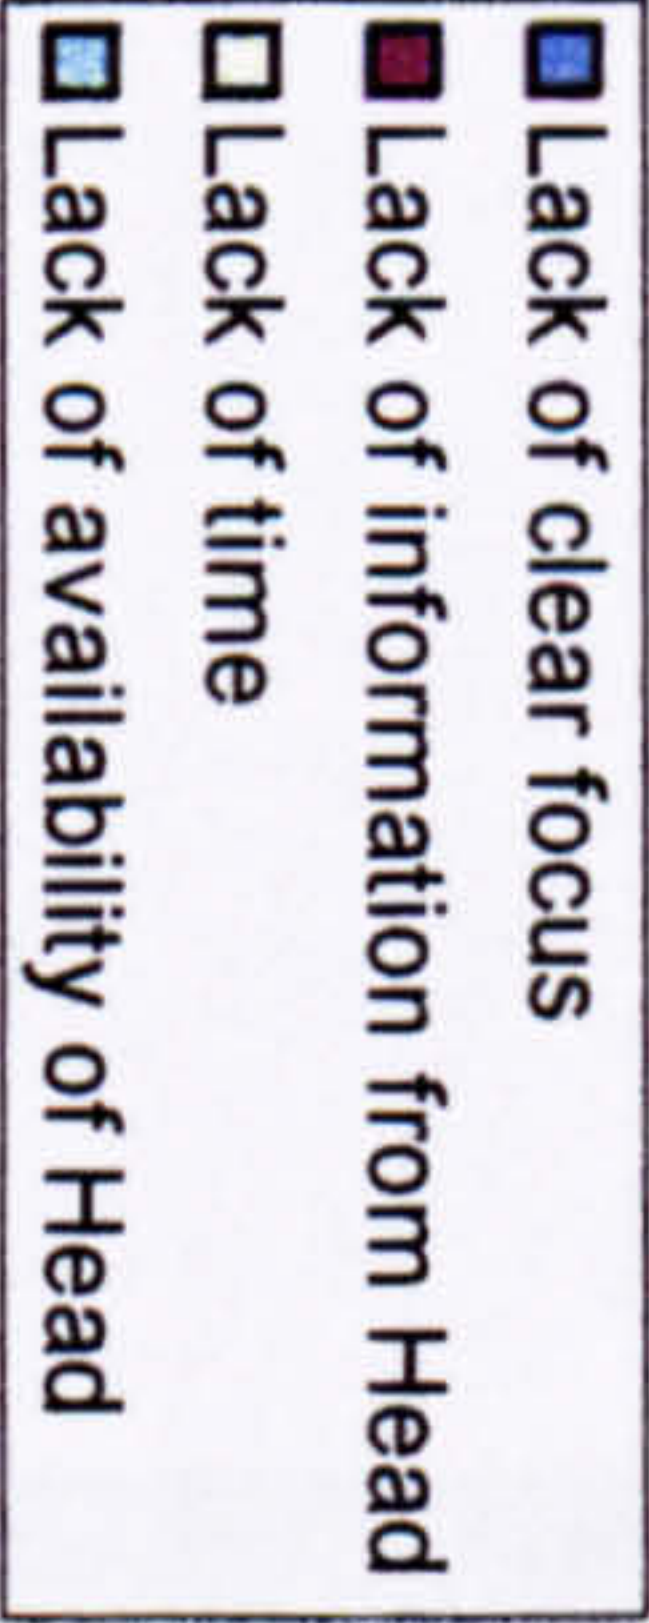 Lack of clear focus
Lack of information from Head
Lack of time
Lack of availability of Head